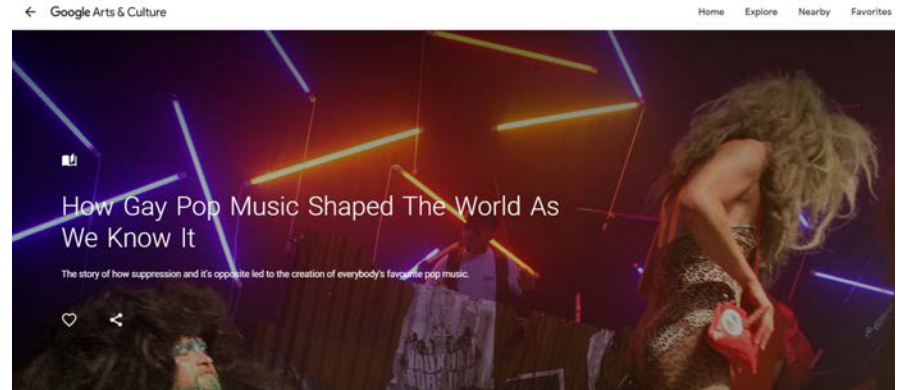 Google Arts & Culture
Home Explore Nearby Favorites
How Gay Pop Music Shaped The World As
We Know It
The story of how suppression and it's opposite led to the creation of everybody's favourite pop music.